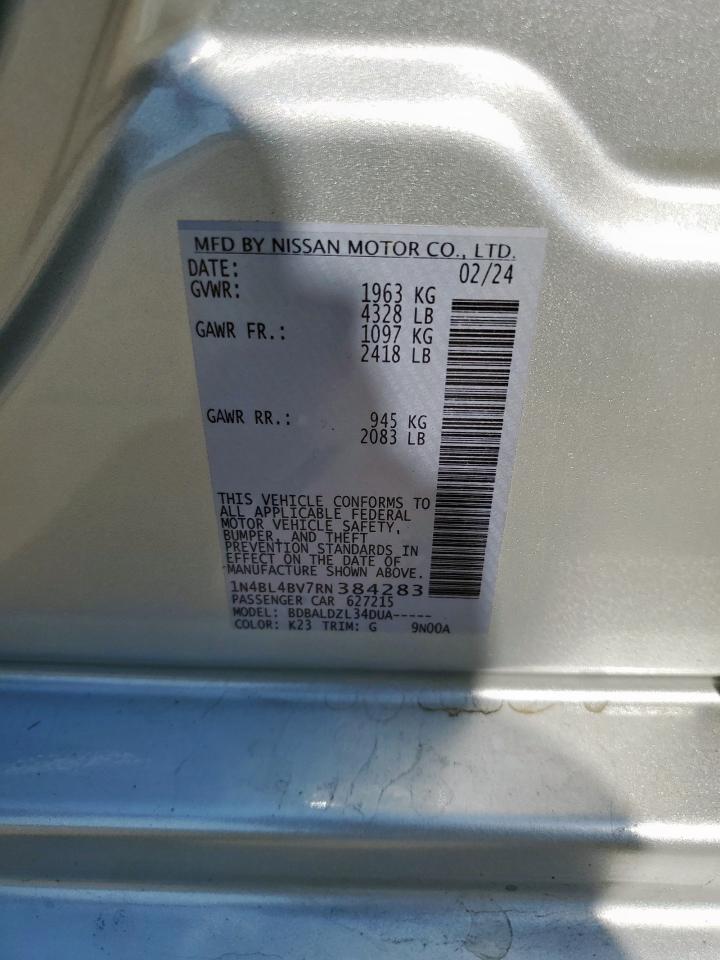 MFD BY NISSAN MOTOR CO., LTD.
DATE: 02/24
GVWR: 1963 KG
4328 LB
GAWR FR.: 1097 KG
2418 LB
GAWR RR.: 945 KG
2083 LB
THIS VEHICLE CONFORMS TO
ALL APPLICABLE FEDERAL
MOTOR VEHICLE SAFETY,
BUMPER, AND THEFT
PREVENTION STANDARDS IN
EFFECT ON THE DATE OF
MANUFACTURE SHOWN ABOVE.
1N4BL4BV7RN384283
PASSENGER CAR 627215
MODEL: BDBALDZL34DUA-----
COLOR: K23 TRIM: G 9N00A